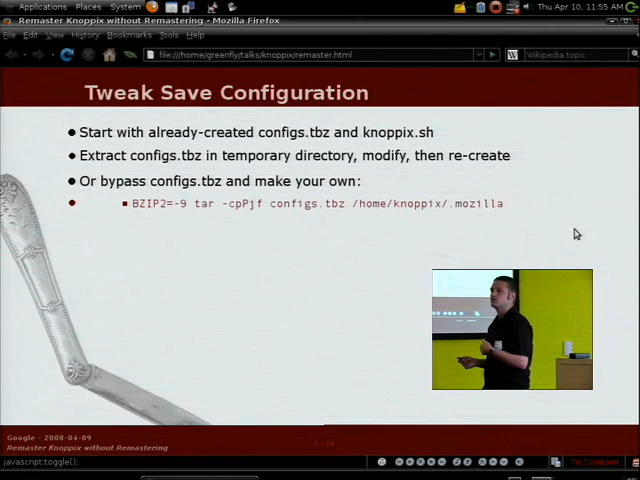 Applications Places System
Thu Apr 10, 11:55 AM
Remaster Knoppix without Remastering - Mozilla Firefox
File Edit View History Bookmarks Tools Help
file:///home/greenfly/talks/knoppix/remaster.html
Wikipedia topic
Tweak Save Configuration
Start with already-created configs.tbz and knoppix.sh
Extract configs.tbz in temporary directory, modify, then re-create
Or bypass configs.tbz and make your own:
BZIP2=-9 tar -cpPjf configs.tbz /home/knoppix/.mozilla
Google - 2008-04-09
Remaster Knoppix without Remastering
javascript:toggle();
Tor Disabled